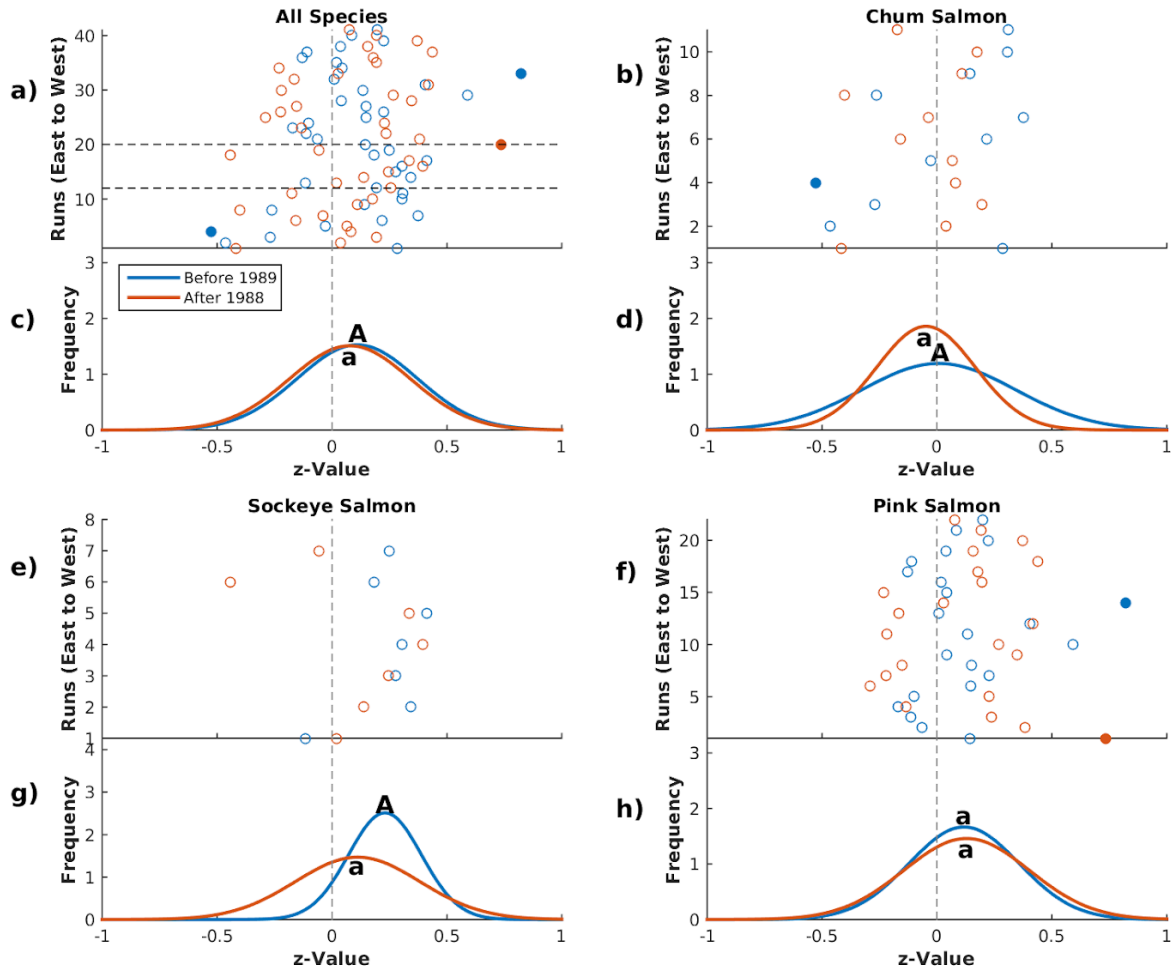 All Species
a)
Runs (East to West)
40
30
20
10
Chum Salmon
b)
Runs (East to West)
10
8
6
4
2
c)
Frequency
3
2
1
0
Before 1989
After 1988
A
a
-1
-0.5
0
0.5
1
z-Value
d)
Frequency
3
2
1
0
a
A
-1
-0.5
0
0.5
1
z-Value
Sockeye Salmon
e)
Runs (East to West)
8
7
6
5
4
3
2
1
Pink Salmon
f)
Runs (East to West)
20
15
10
5
g)
Frequency
4
3
2
1
0
A
a
-1
-0.5
0
0.5
1
z-Value
h)
Frequency
3
2
1
0
a
a
-1
-0.5
0
0.5
1
z-Value